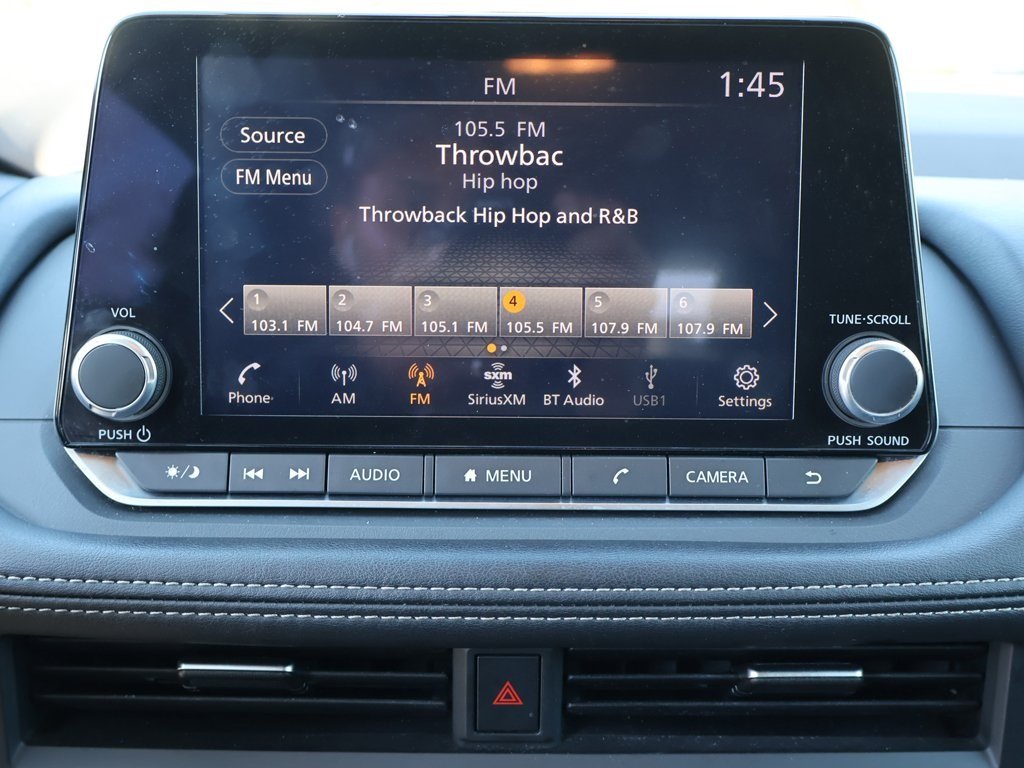 FM
1:45
Source
105.5 FM
Throwbac
FM Menu
Hip hop
Throwback Hip Hop and R&B
1 2 3 4 5 6
103.1 FM 104.7 FM 105.1 FM 105.5 FM 107.9 FM 107.9 FM
VOL
TUNE·SCROLL
Phone AM FM sxm SiriusXM BT Audio USB1 Settings
PUSH
PUSH SOUND
AUDIO MENU CAMERA